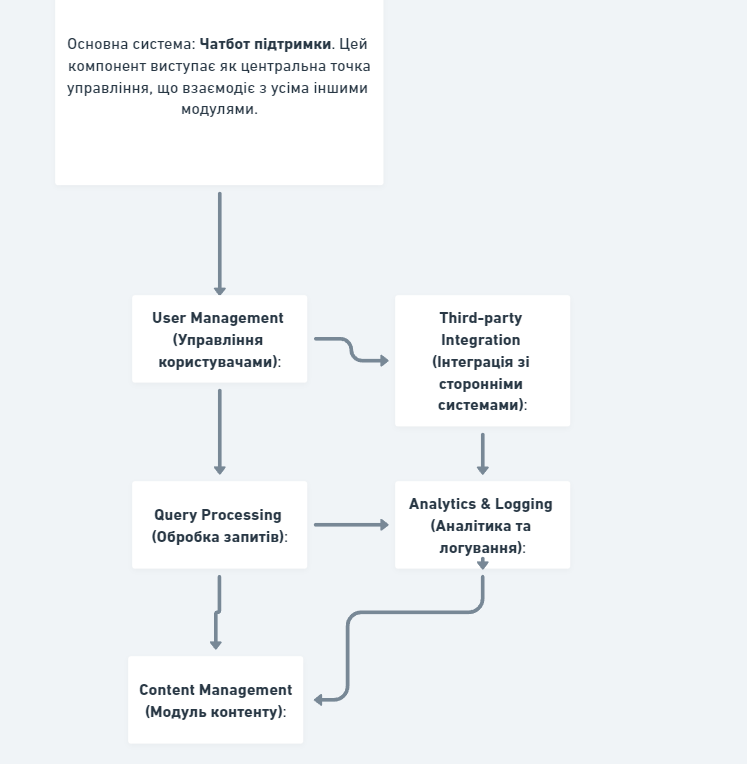 Основна система: Чатбот підтримки. Цей
компонент виступає як центральна точка
управління, що взаємодіє з усіма іншими
модулями.
User Management
(Управління
користувачами):
Third-party
Integration
(Інтеграція зі
сторонніми
системами):
Query Processing
(Обробка запитів):
Analytics & Logging
(Аналітика та
логування):
Content Management
(Модуль контенту):